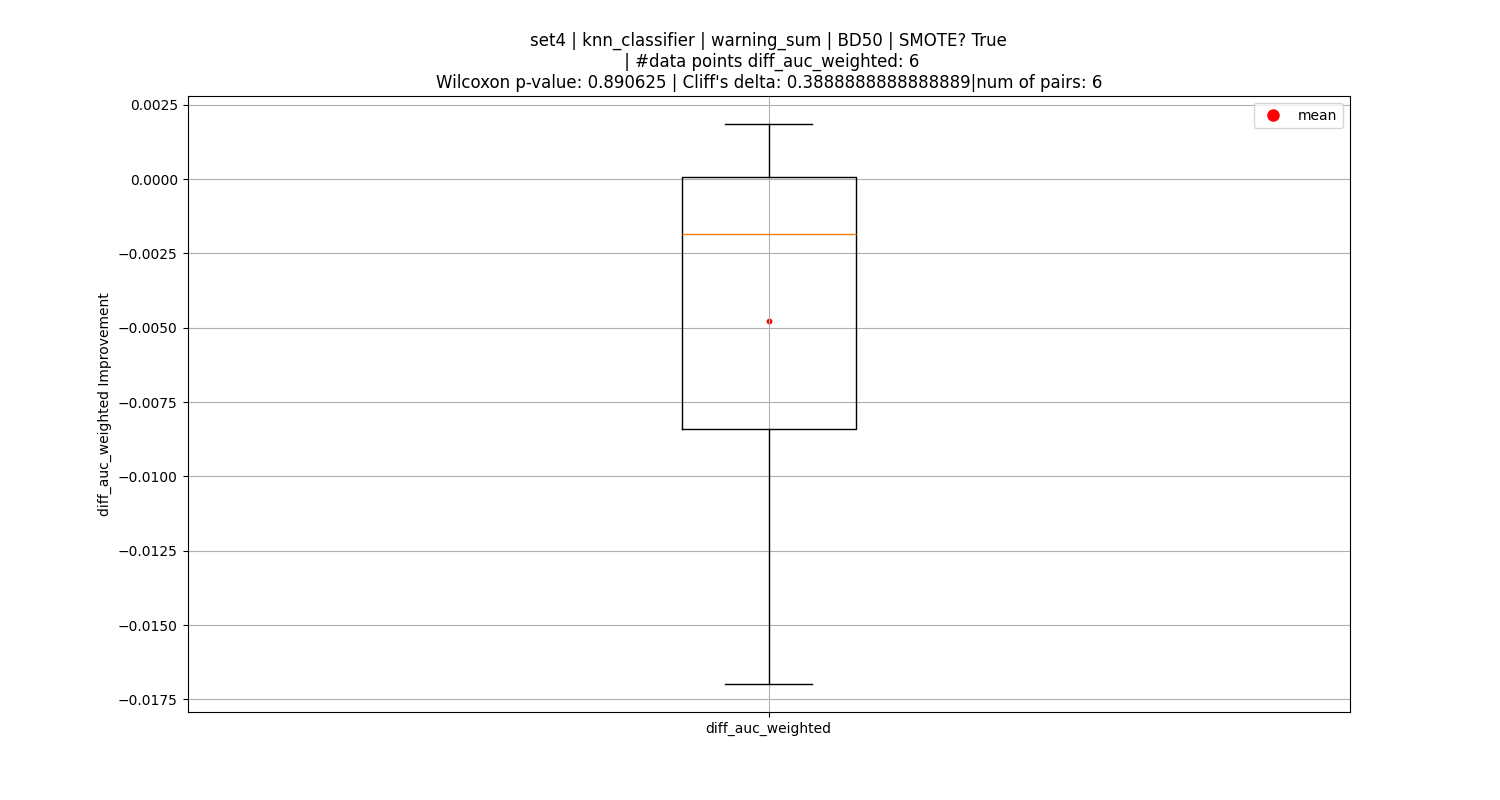 set4 | knn_classifier | warning_sum | BD50 | SMOTE? True
| #data points diff_auc_weighted: 6
Wilcoxon p-value: 0.890625 | Cliff's delta: 0.3888888888888889|num of pairs: 6
mean
0.0025
0.0000
−0.0025
−0.0050
−0.0075
−0.0100
−0.0125
−0.0150
−0.0175
diff_auc_weighted Improvement
diff_auc_weighted